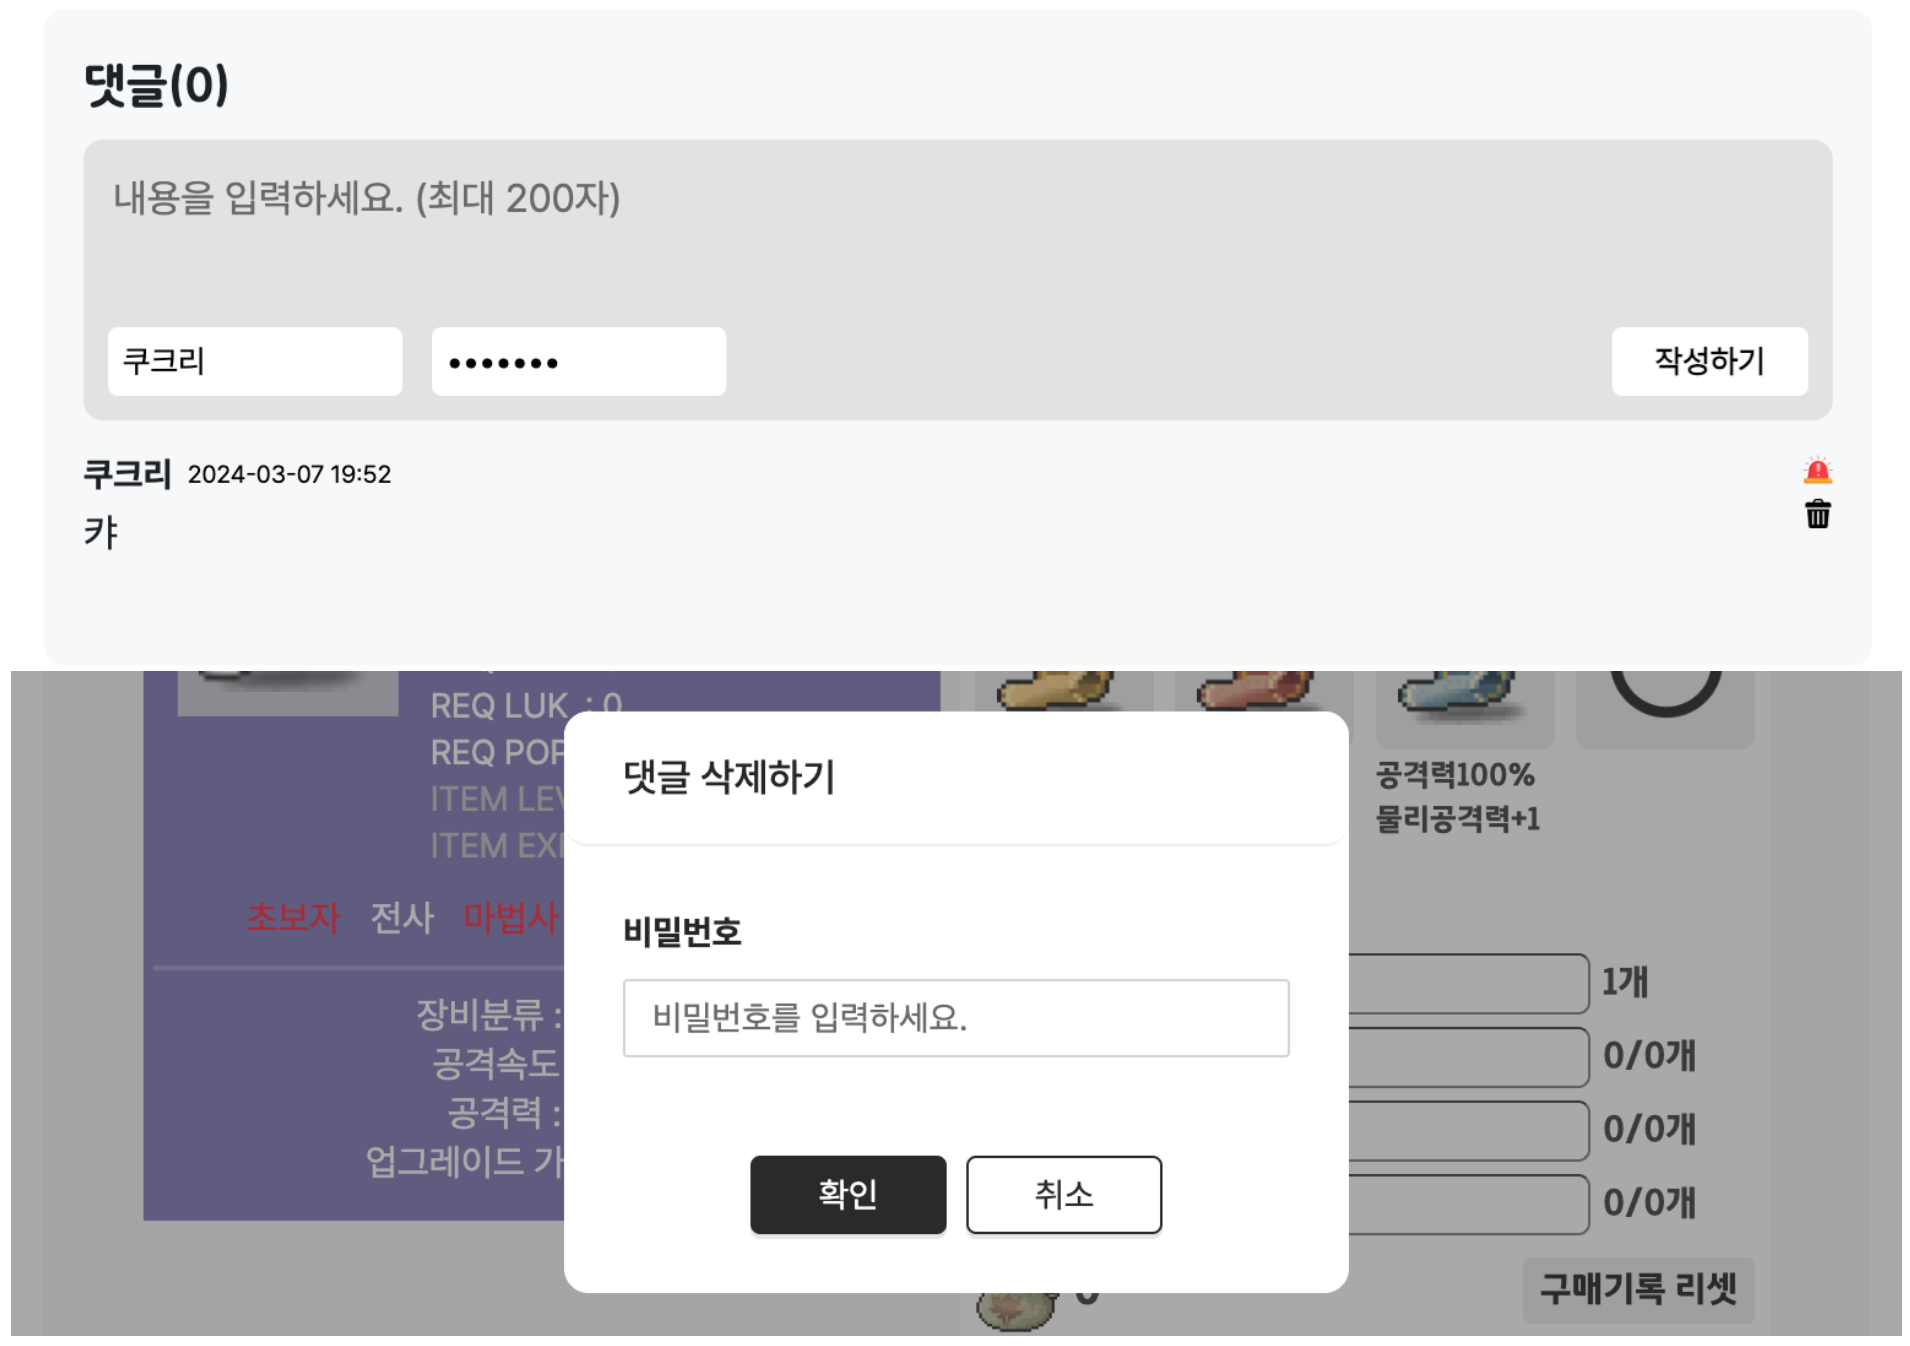 댓글(0)
내용을 입력하세요. (최대 200자)
쿠크리
작성하기
쿠크리 2024-03-07 19:52
캬
REQ LUK : 0
REQ POP
ITEM LEV
ITEM EX
초보자 전사 마법사
장비분류 :
공격속도
공격력 :
업그레이드 가
댓글 삭제하기
비밀번호
비밀번호를 입력하세요.
확인 취소
공격력100%
물리공격력+1
1개
0/0개
0/0개
0/0개
구매기록 리셋